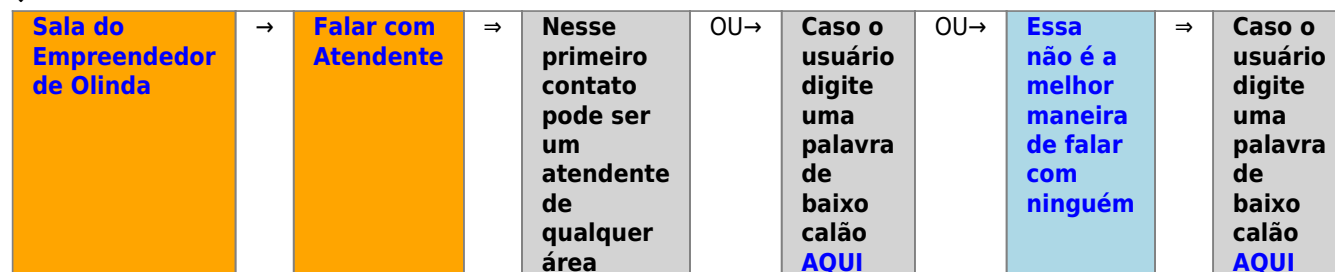 Sala do
Empreendedor
de Olinda
→
Falar com
Atendente
⇒
Nesse
primeiro
contato
pode ser
um
atendente
de
qualquer
área
OU→
Caso o
usuário
digite
uma
palavra
de
baixo
calão
AQUI
OU→
Essa
não é a
melhor
maneira
de falar
com
ninguém
⇒
Caso o
usuário
digite
uma
palavra
de
baixo
calão
AQUI